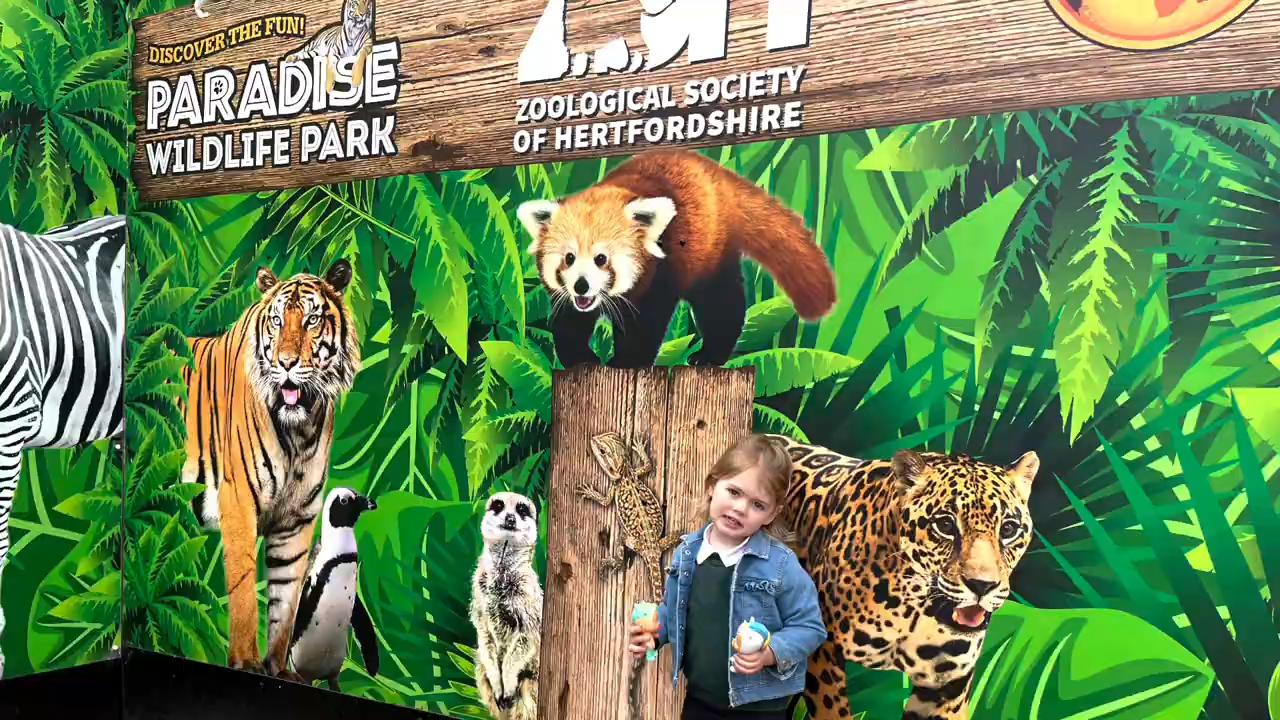 DISCOVER THE FUN!
PARADISE
WILDLIFE PARK
ZOOLOGICAL SOCIETY
OF HERTFORDSHIRE